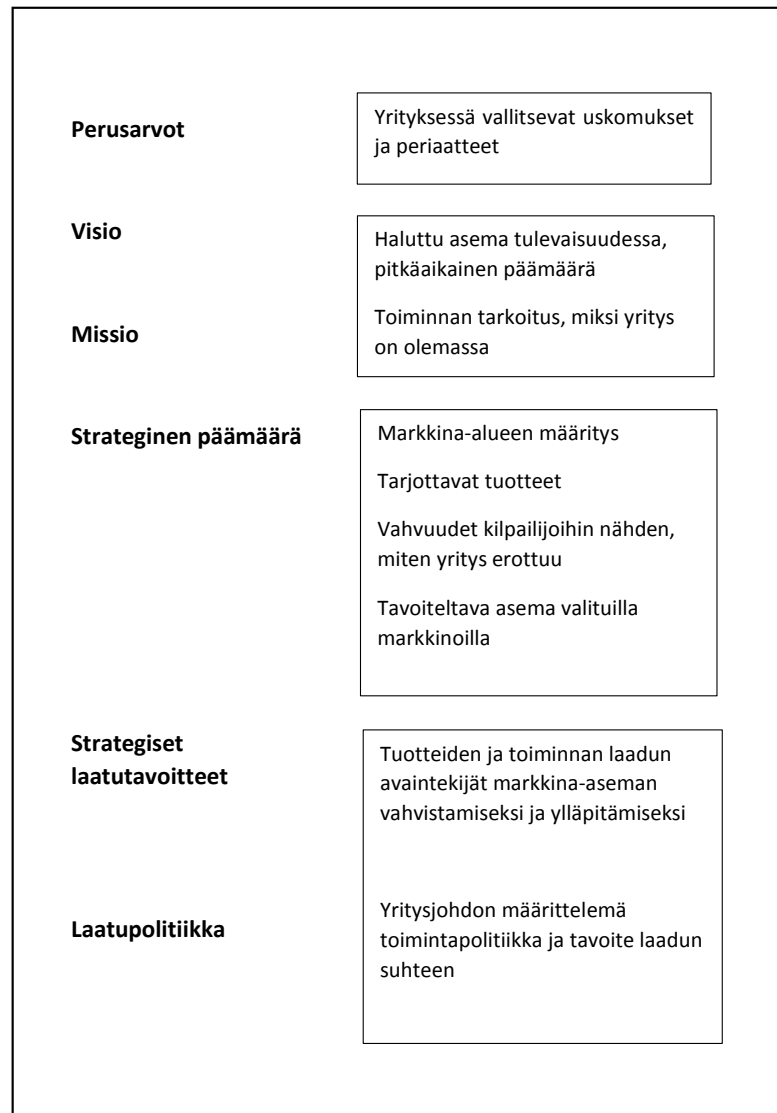 Perusarvot
Yrityksessä vallitsevat uskomukset
ja periaatteet
Visio
Haluttu asema tulevaisuudessa,
pitkäaikainen päämäärä
Missio
Toiminnan tarkoitus, miksi yritys
on olemassa
Strateginen päämäärä
Markkina-alueen määritys
Tarjottavat tuotteet
Vahvuudet kilpailijoihin nähden,
miten yritys erottuu
Tavoiteltava asema valituilla
markkinoilla
Strategiset
laatutavoitteet
Tuotteiden ja toiminnan laadun
avaintekijät markkina-aseman
vahvistamiseksi ja ylläpitämiseksi
Laatupolitiikka
Yritysjohdon määrittelemä
toimintapolitiikka ja tavoite laadun
suhteen